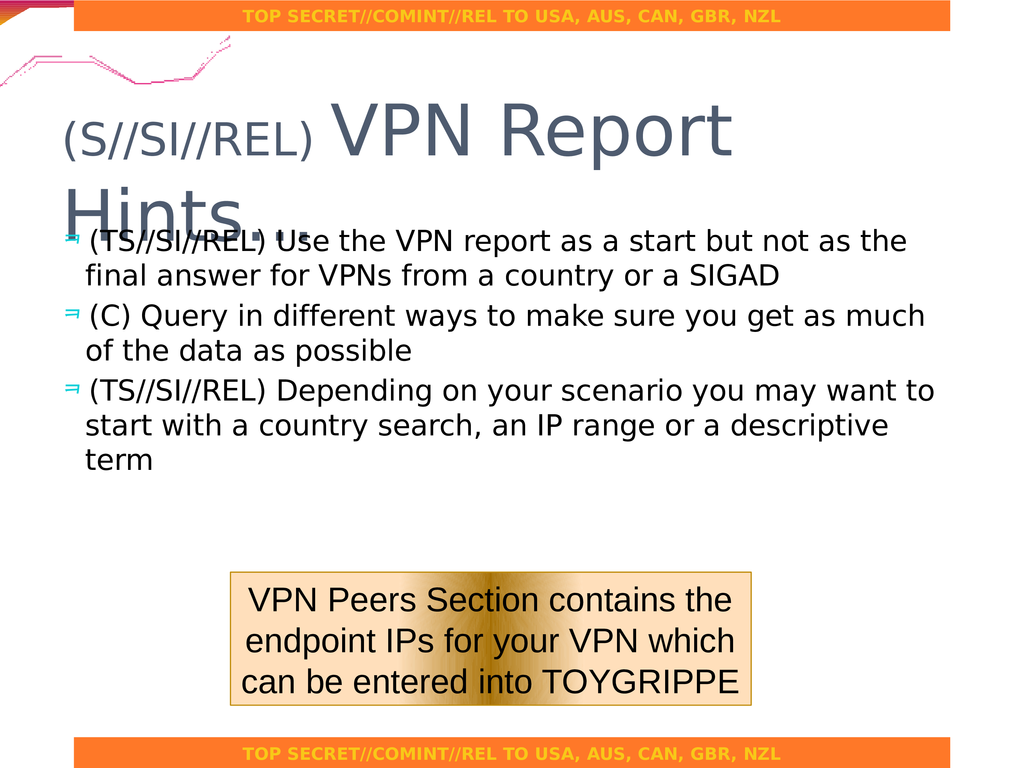 TOP SECRET//COMINT//REL TO USA, AUS, CAN, GBR, NZL
(S//SI//REL) VPN Report
Hints...
(TS//SI//REL) Use the VPN report as a start but not as the
final answer for VPNs from a country or a SIGAD
(C) Query in different ways to make sure you get as much
of the data as possible
(TS//SI//REL) Depending on your scenario you may want to
start with a country search, an IP range or a descriptive
term
VPN Peers Section contains the
endpoint IPs for your VPN which
can be entered into TOYGRIPPE
TOP SECRET//COMINT//REL TO USA, AUS, CAN, GBR, NZL